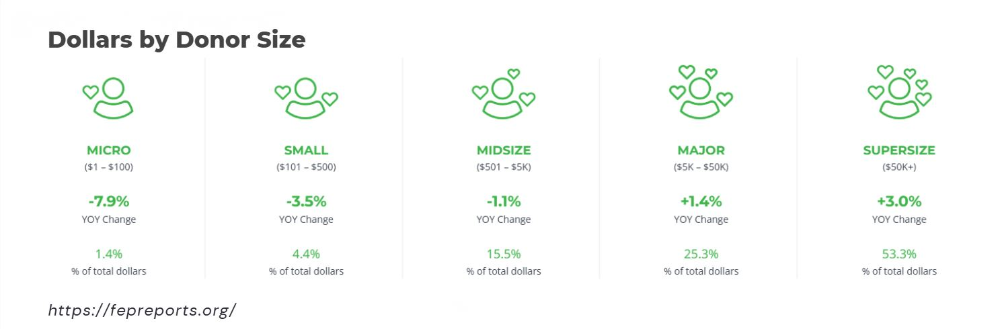 Dollars by Donor Size
MICRO
($1 – $100)
-7.9%
YOY Change
1.4%
% of total dollars
SMALL
($101 – $500)
-3.5%
YOY Change
4.4%
% of total dollars
MIDSIZE
($501 – $5K)
-1.1%
YOY Change
15.5%
% of total dollars
MAJOR
($5K – $50K)
+1.4%
YOY Change
25.3%
% of total dollars
SUPERSIZE
($50K+)
+3.0%
YOY Change
53.3%
% of total dollars
https://fepreports.org/